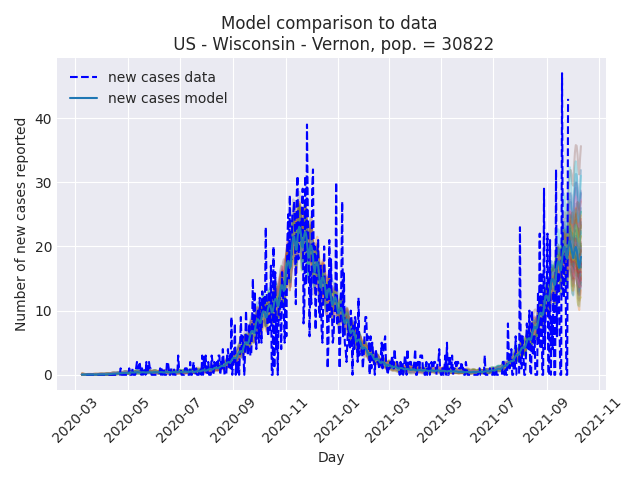 Model comparison to data
US - Wisconsin - Vernon, pop. = 30822
new cases data
new cases model
Number of new cases reported
40
30
20
10
0
2020-03
2020-05
2020-07
2020-09
2020-11
2021-01
2021-03
2021-05
2021-07
2021-09
2021-11
Day